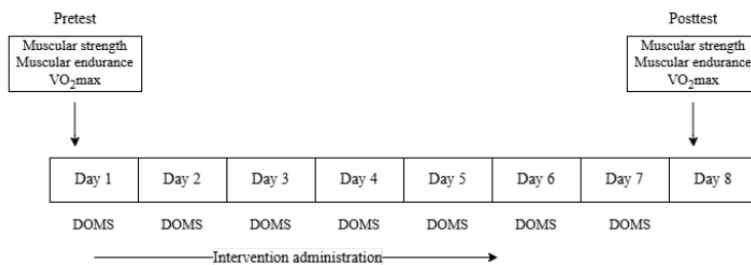 Pretest
Posttest
Muscular strength
Muscular endurance
VO₂max
Muscular strength
Muscular endurance
VO₂max
Day 1 Day 2 Day 3 Day 4 Day 5 Day 6 Day 7 Day 8
DOMS DOMS DOMS DOMS DOMS DOMS DOMS
Intervention administration